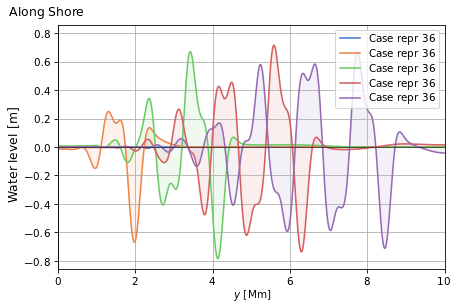 Along Shore
Water level [m]
0.8
0.6
0.4
0.2
0.0
−0.2
−0.4
−0.6
−0.8
Case repr 36
Case repr 36
Case repr 36
Case repr 36
Case repr 36
0 2 4 6 8 10
y [Mm]